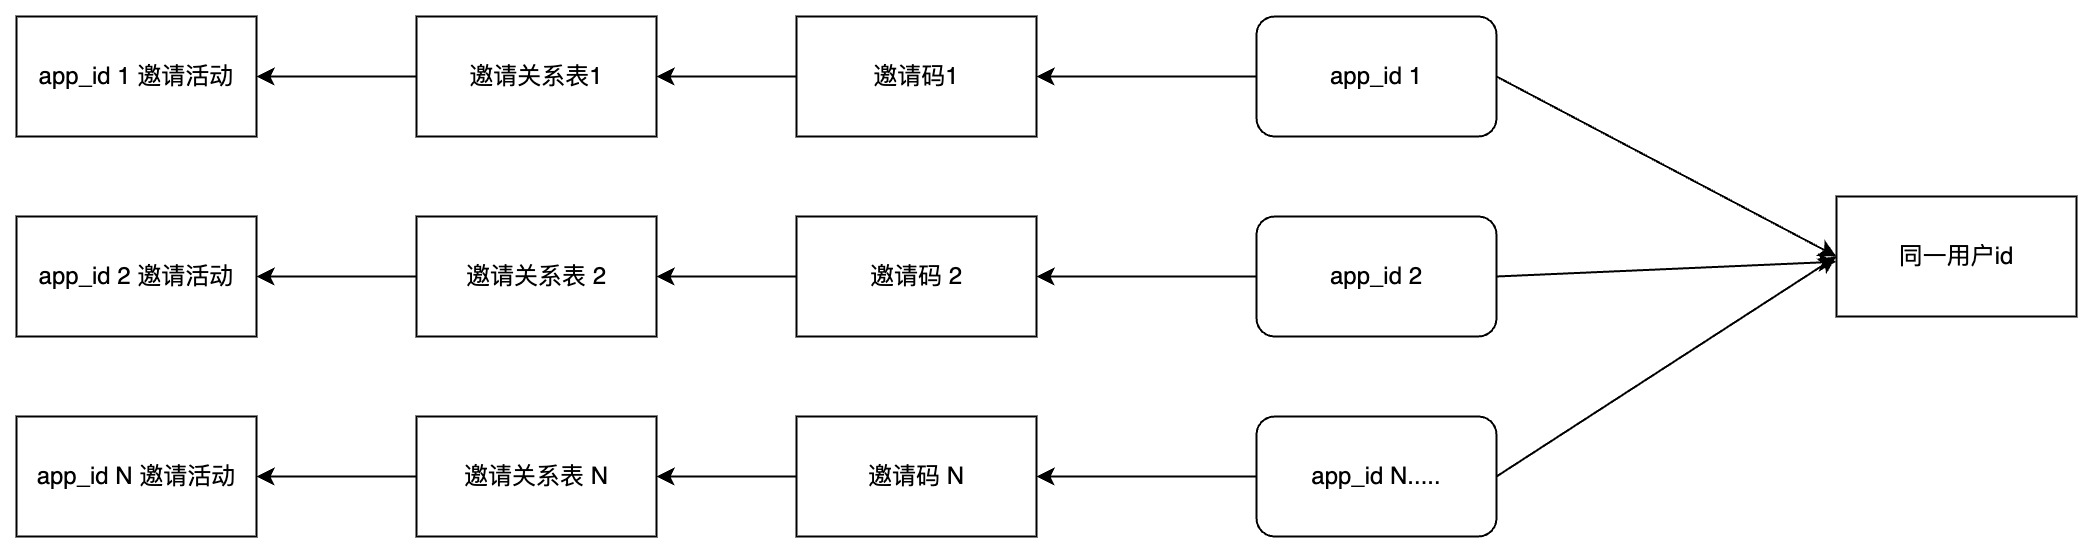 app_id 1 邀请活动
邀请关系表1
邀请码1
app_id 1
app_id 2 邀请活动
邀请关系表 2
邀请码 2
app_id 2
同一用户id
app_id N 邀请活动
邀请关系表 N
邀请码 N
app_id N.....